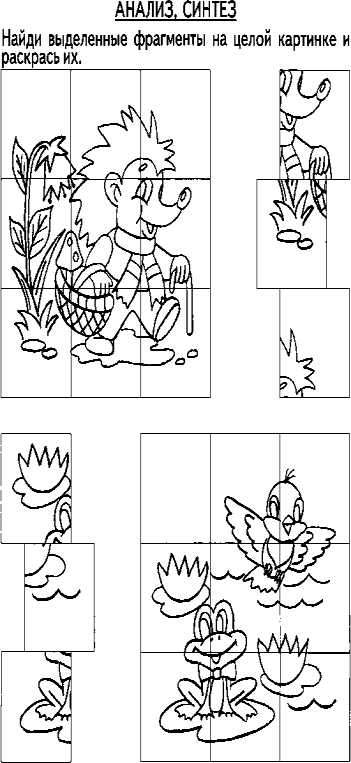 АНАЛИЗ, СИНТЕЗ
Найди выделенные фрагменты на целой картинке и
раскрась их.